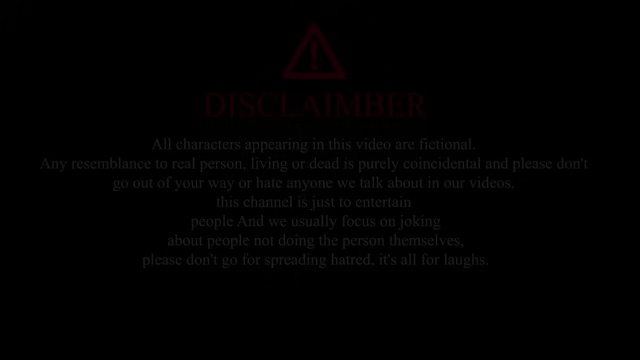 DISCLAIMBER
All characters appearing in this video are fictional.
Any resemblance to real person, living or dead is purely coincidental and please don't
go out of your way or hate anyone we talk about in our videos,
this channel is just to entertain
people And we usually focus on joking
about people not doing the person themselves,
please don't go for spreading hatred, it's all for laughs.